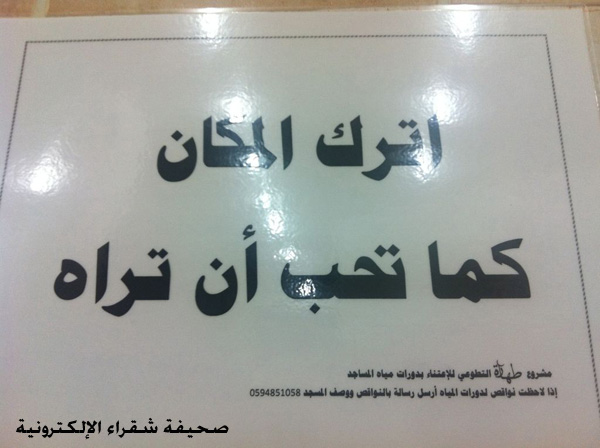 اترك المكان
كما تحب أن تراه
مشروع طهارة التطوعي للإعتناء بدورات مياه المساجد
إذا لاحظت نواقص لدورات المياه أرسل رسالة بالنواقص ووصف المسجد 0594851058
صحيفة شقراء الإلكترونية